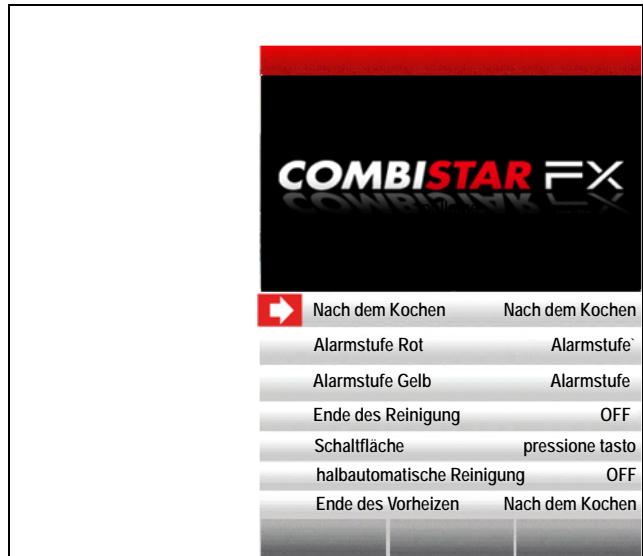 COMBISTAR FX
Nach dem Kochen Nach dem Kochen
Alarmstufe Rot Alarmstufe`
Alarmstufe Gelb Alarmstufe
Ende des Reinigung OFF
Schaltfläche pressione tasto
halbautomatische Reinigung OFF
Ende des Vorheizen Nach dem Kochen